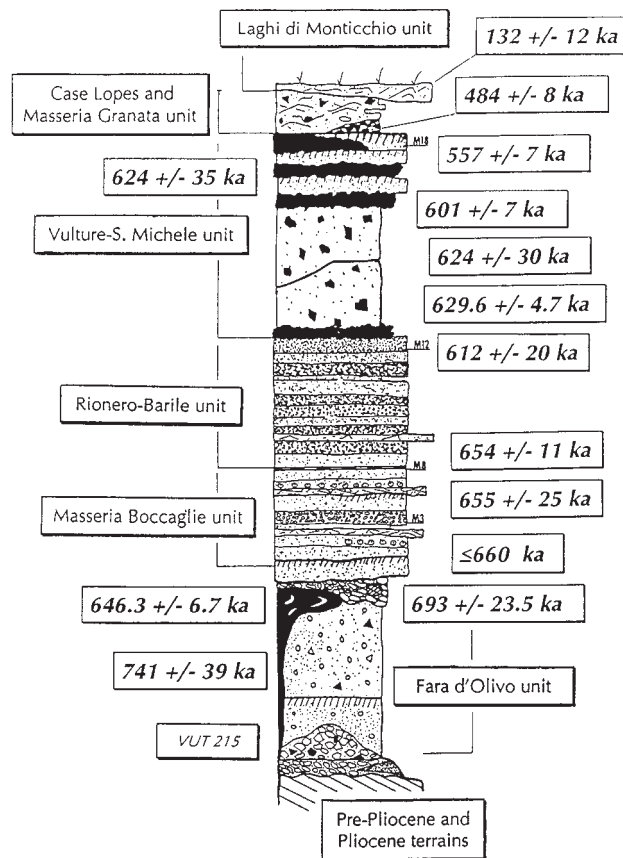 Laghi di Monticchio unit
132 +/- 12 ka
Case Lopes and
Masseria Granata unit
484 +/- 8 ka
M18
557 +/- 7 ka
624 +/- 35 ka
601 +/- 7 ka
Vulture-S. Michele unit
624 +/- 30 ka
629.6 +/- 4.7 ka
M12
612 +/- 20 ka
Rionero-Barile unit
654 +/- 11 ka
M8
655 +/- 25 ka
Masseria Boccaglie unit
M3
≤660 ka
646.3 +/- 6.7 ka
693 +/- 23.5 ka
741 +/- 39 ka
Fara d'Olivo unit
VUT 215
Pre-Pliocene and
Pliocene terrains